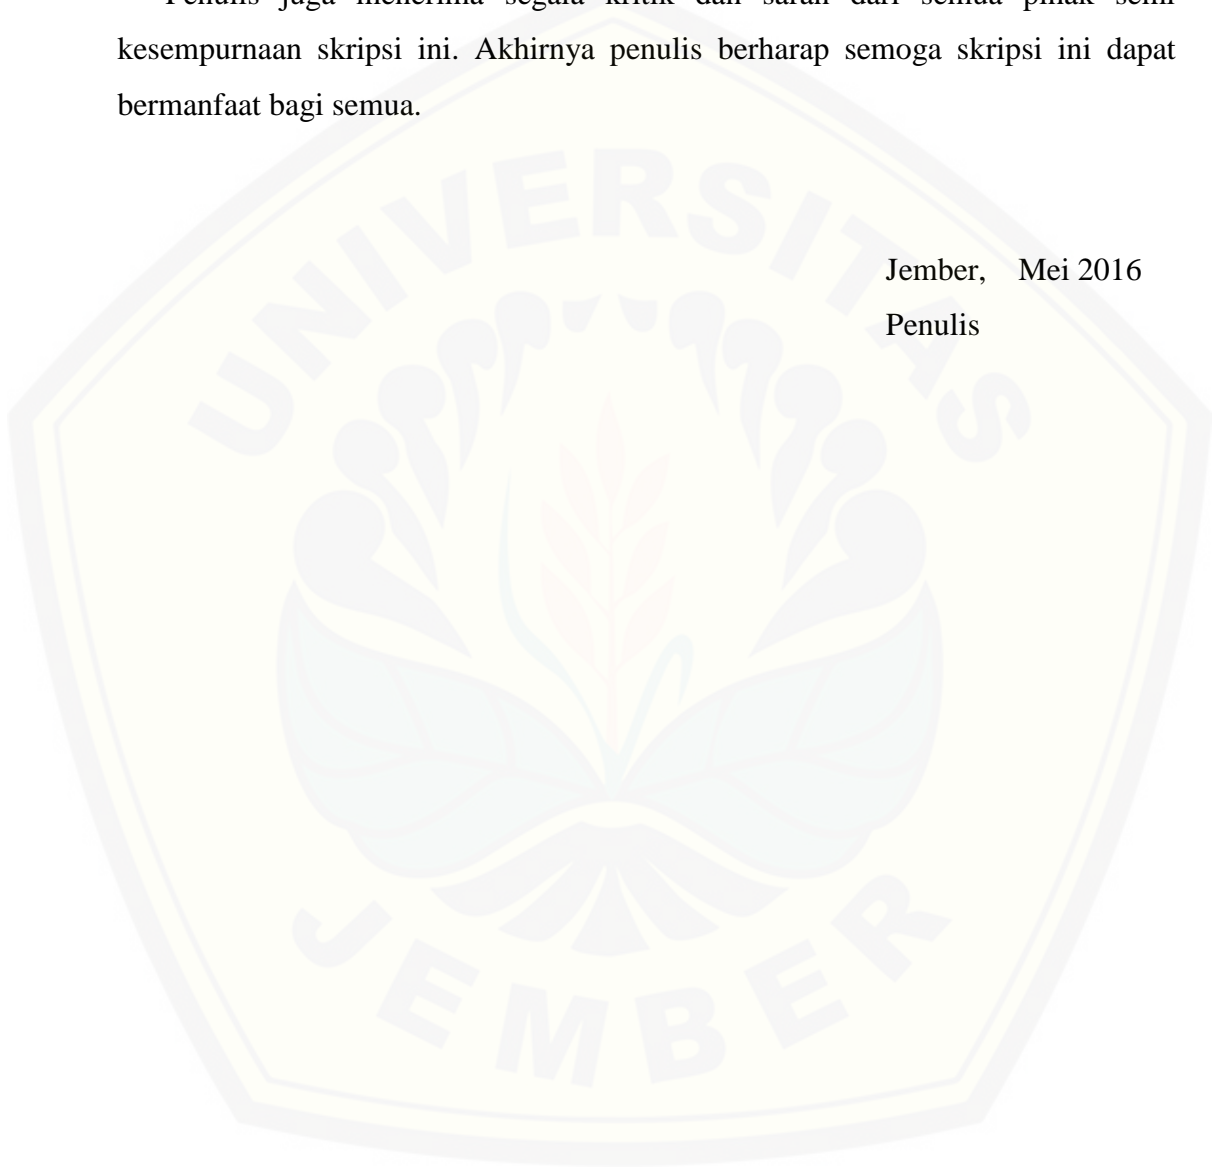 Penulis juga menerima segala kritik dan saran dari semua pihak
kesempurnaan skripsi ini. Akhirnya penulis berharap semoga skripsi ini dapat
bermanfaat bagi semua.
Jember, Mei 2016
Penulis
UNIVERSITAS
JEMBER